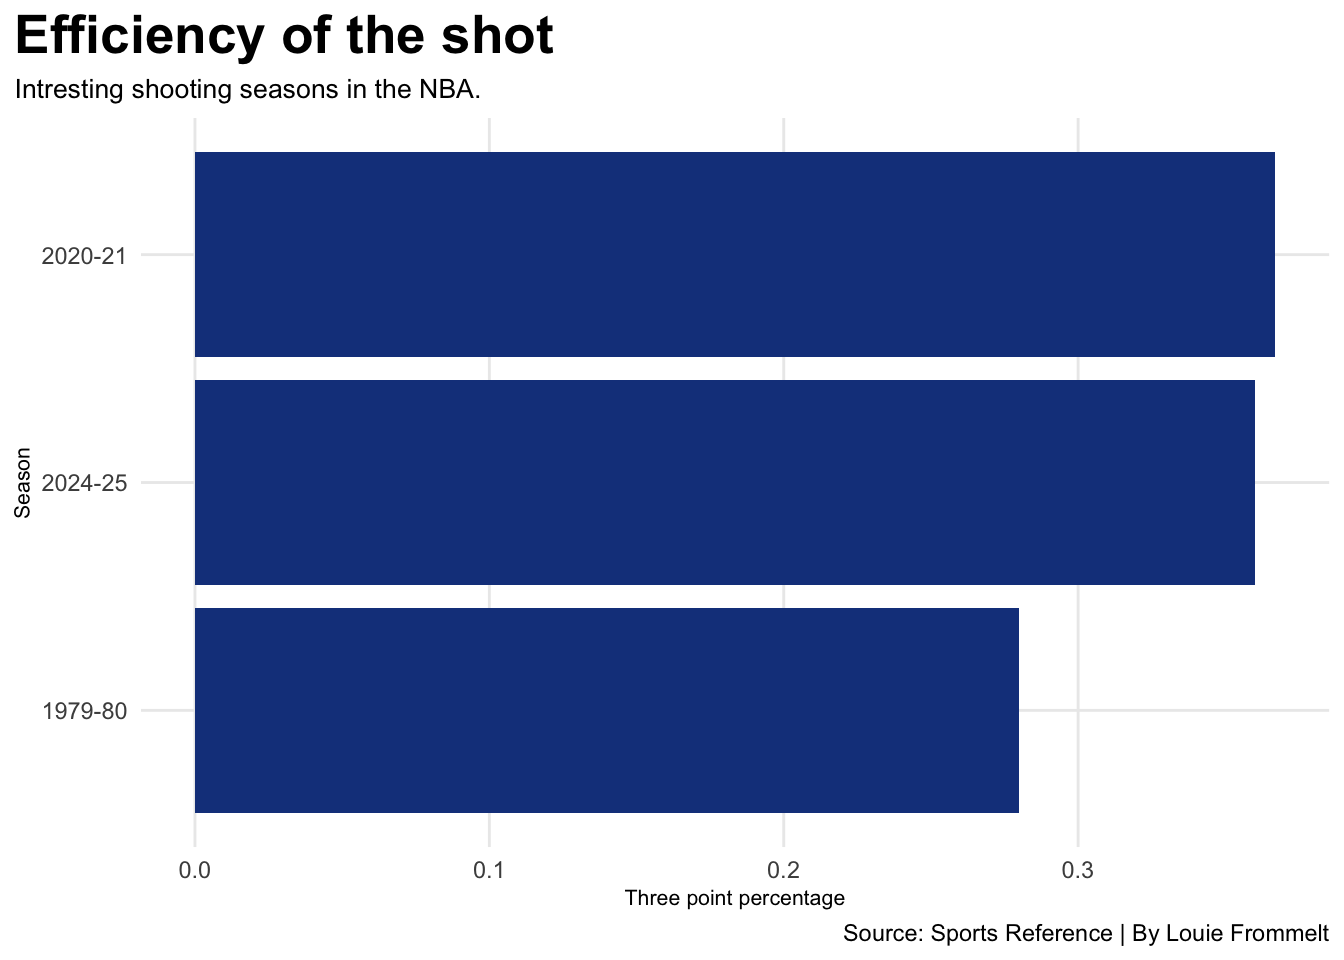 Efficiency of the shot
Intresting shooting seasons in the NBA.
2020-21
2024-25
1979-80
Season
0.0 0.1 0.2 0.3
Three point percentage
Source: Sports Reference | By Louie Frommelt